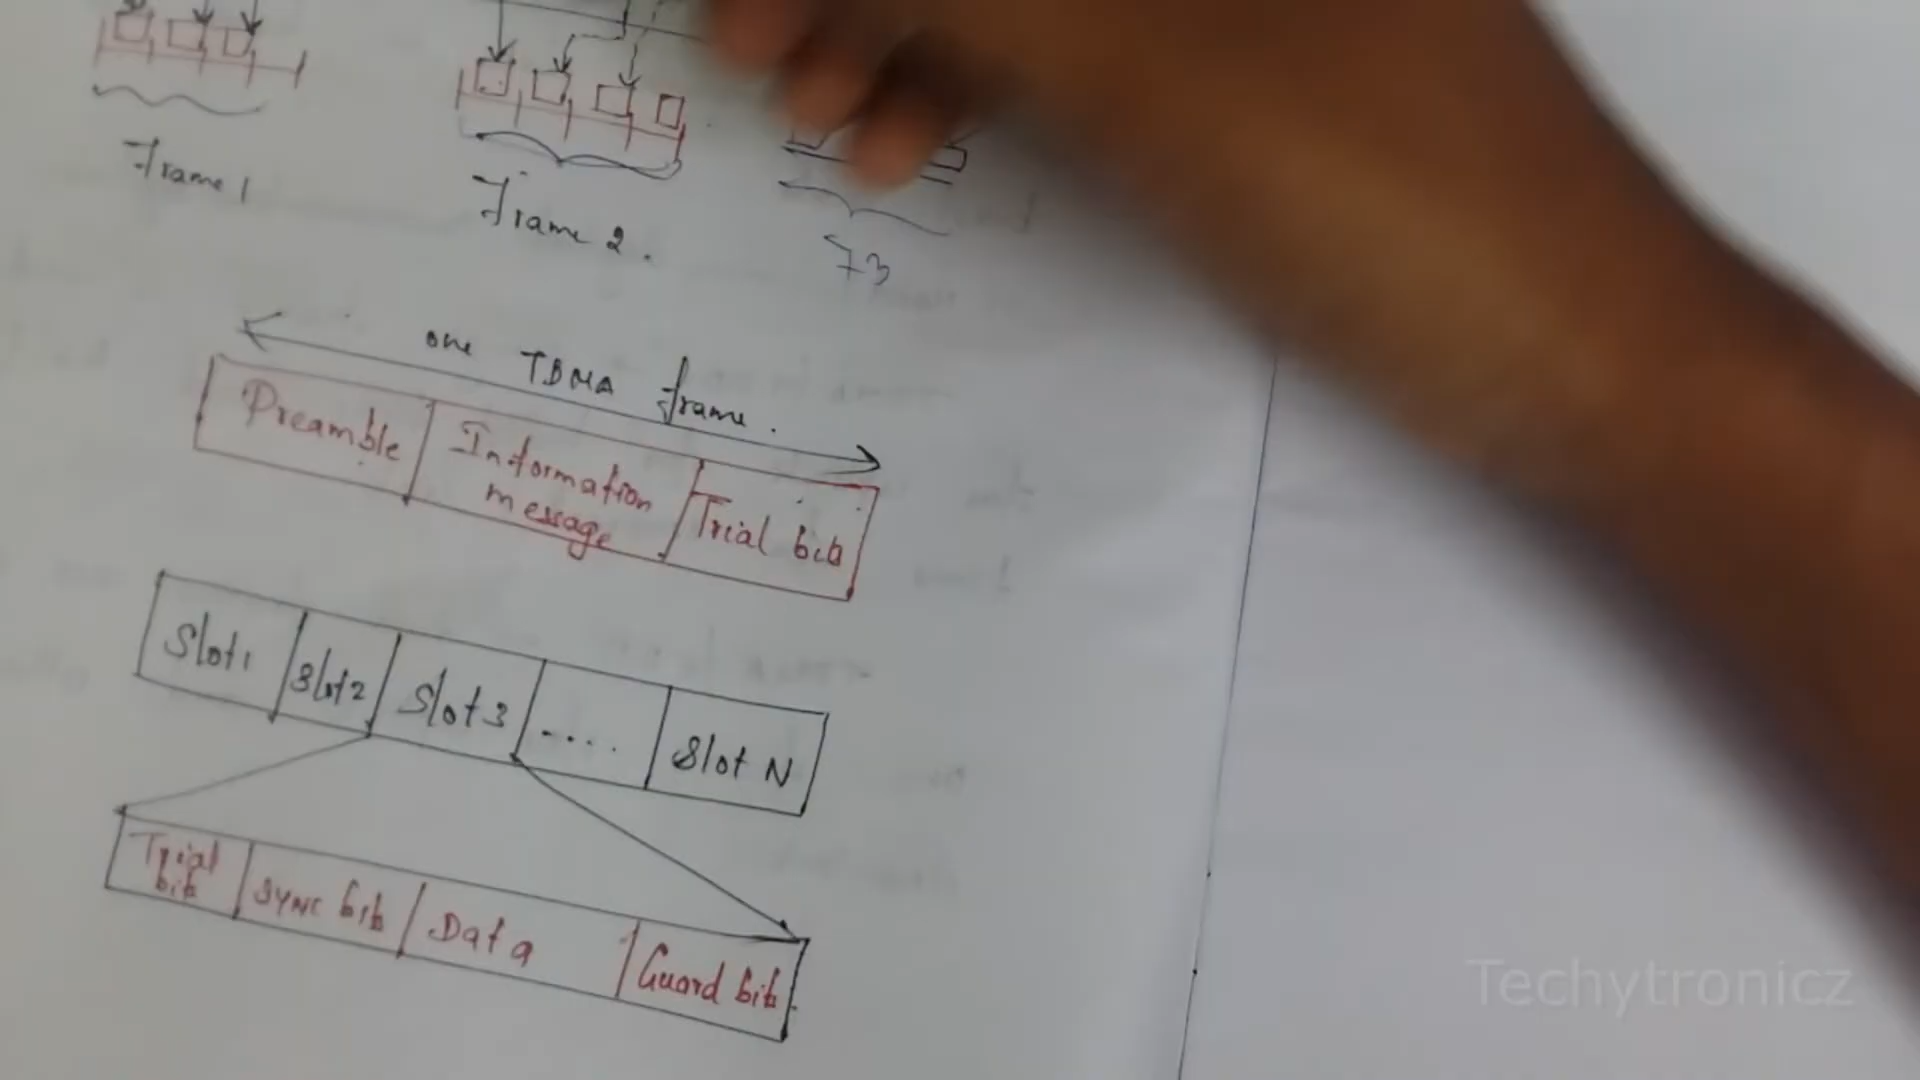 Frame 1
Frame 2.
F3
one TDMA frame.
Preamble
Information
message
Trial bits
Slot1
Slot2
Slot3
....
Slot N
Trial
bits
SYNC bits
Data
Guard bits
Techytronicz